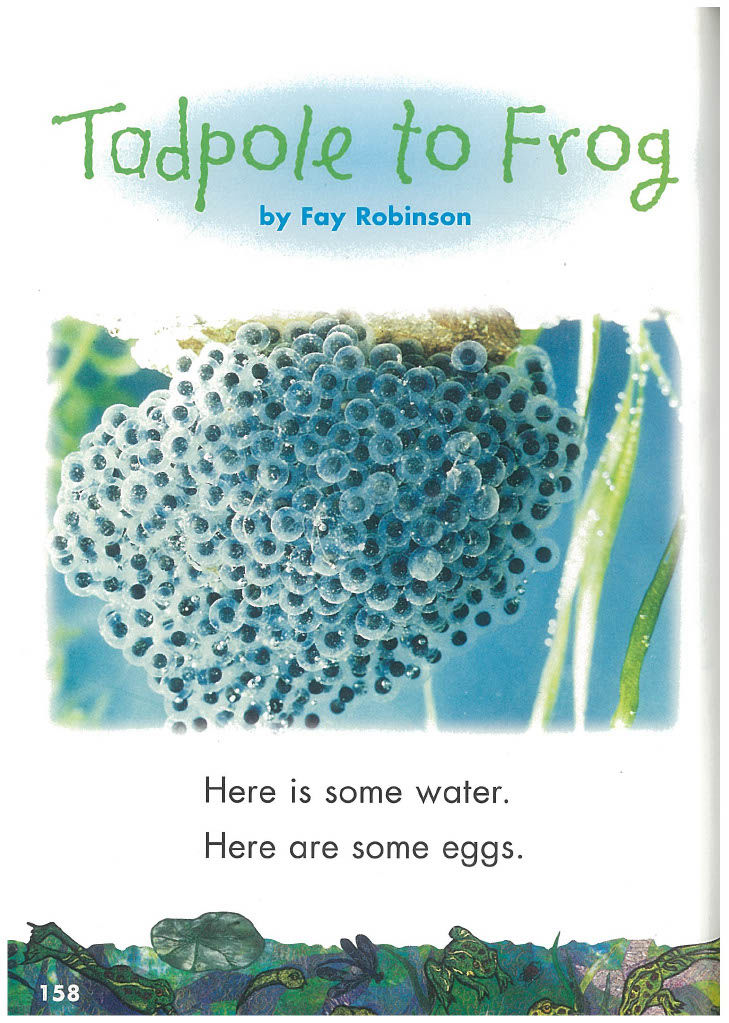 Tadpole to Frog
by Fay Robinson
Here is some water.
Here are some eggs.
158